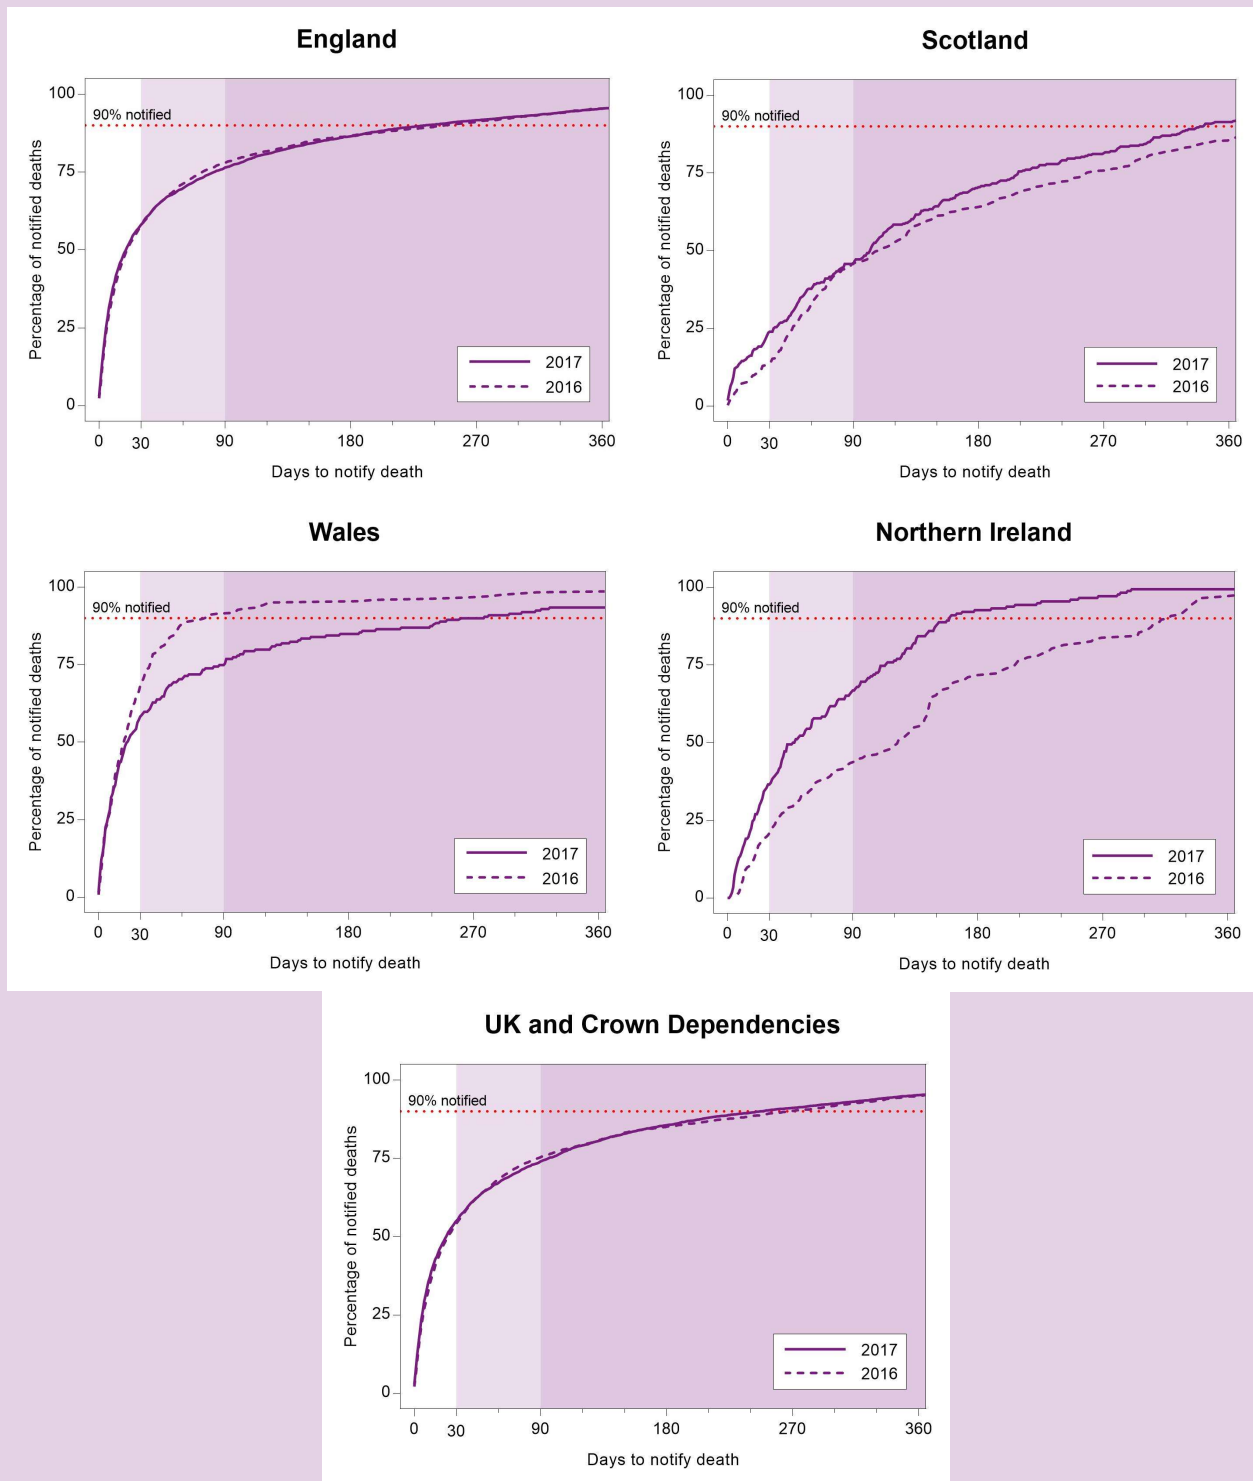 England
Percentage of notified deaths
100
75
50
25
0
90% notified
2017
2016
0 30 90 180 270 360
Days to notify death
Scotland
Percentage of notified deaths
100
75
50
25
0
90% notified
2017
2016
0 30 90 180 270 360
Days to notify death
Wales
Percentage of notified deaths
100
75
50
25
0
90% notified
2017
2016
0 30 90 180 270 360
Days to notify death
Northern Ireland
Percentage of notified deaths
100
75
50
25
0
90% notified
2017
2016
0 30 90 180 270 360
Days to notify death
UK and Crown Dependencies
Percentage of notified deaths
100
75
50
25
0
90% notified
2017
2016
0 30 90 180 270 360
Days to notify death